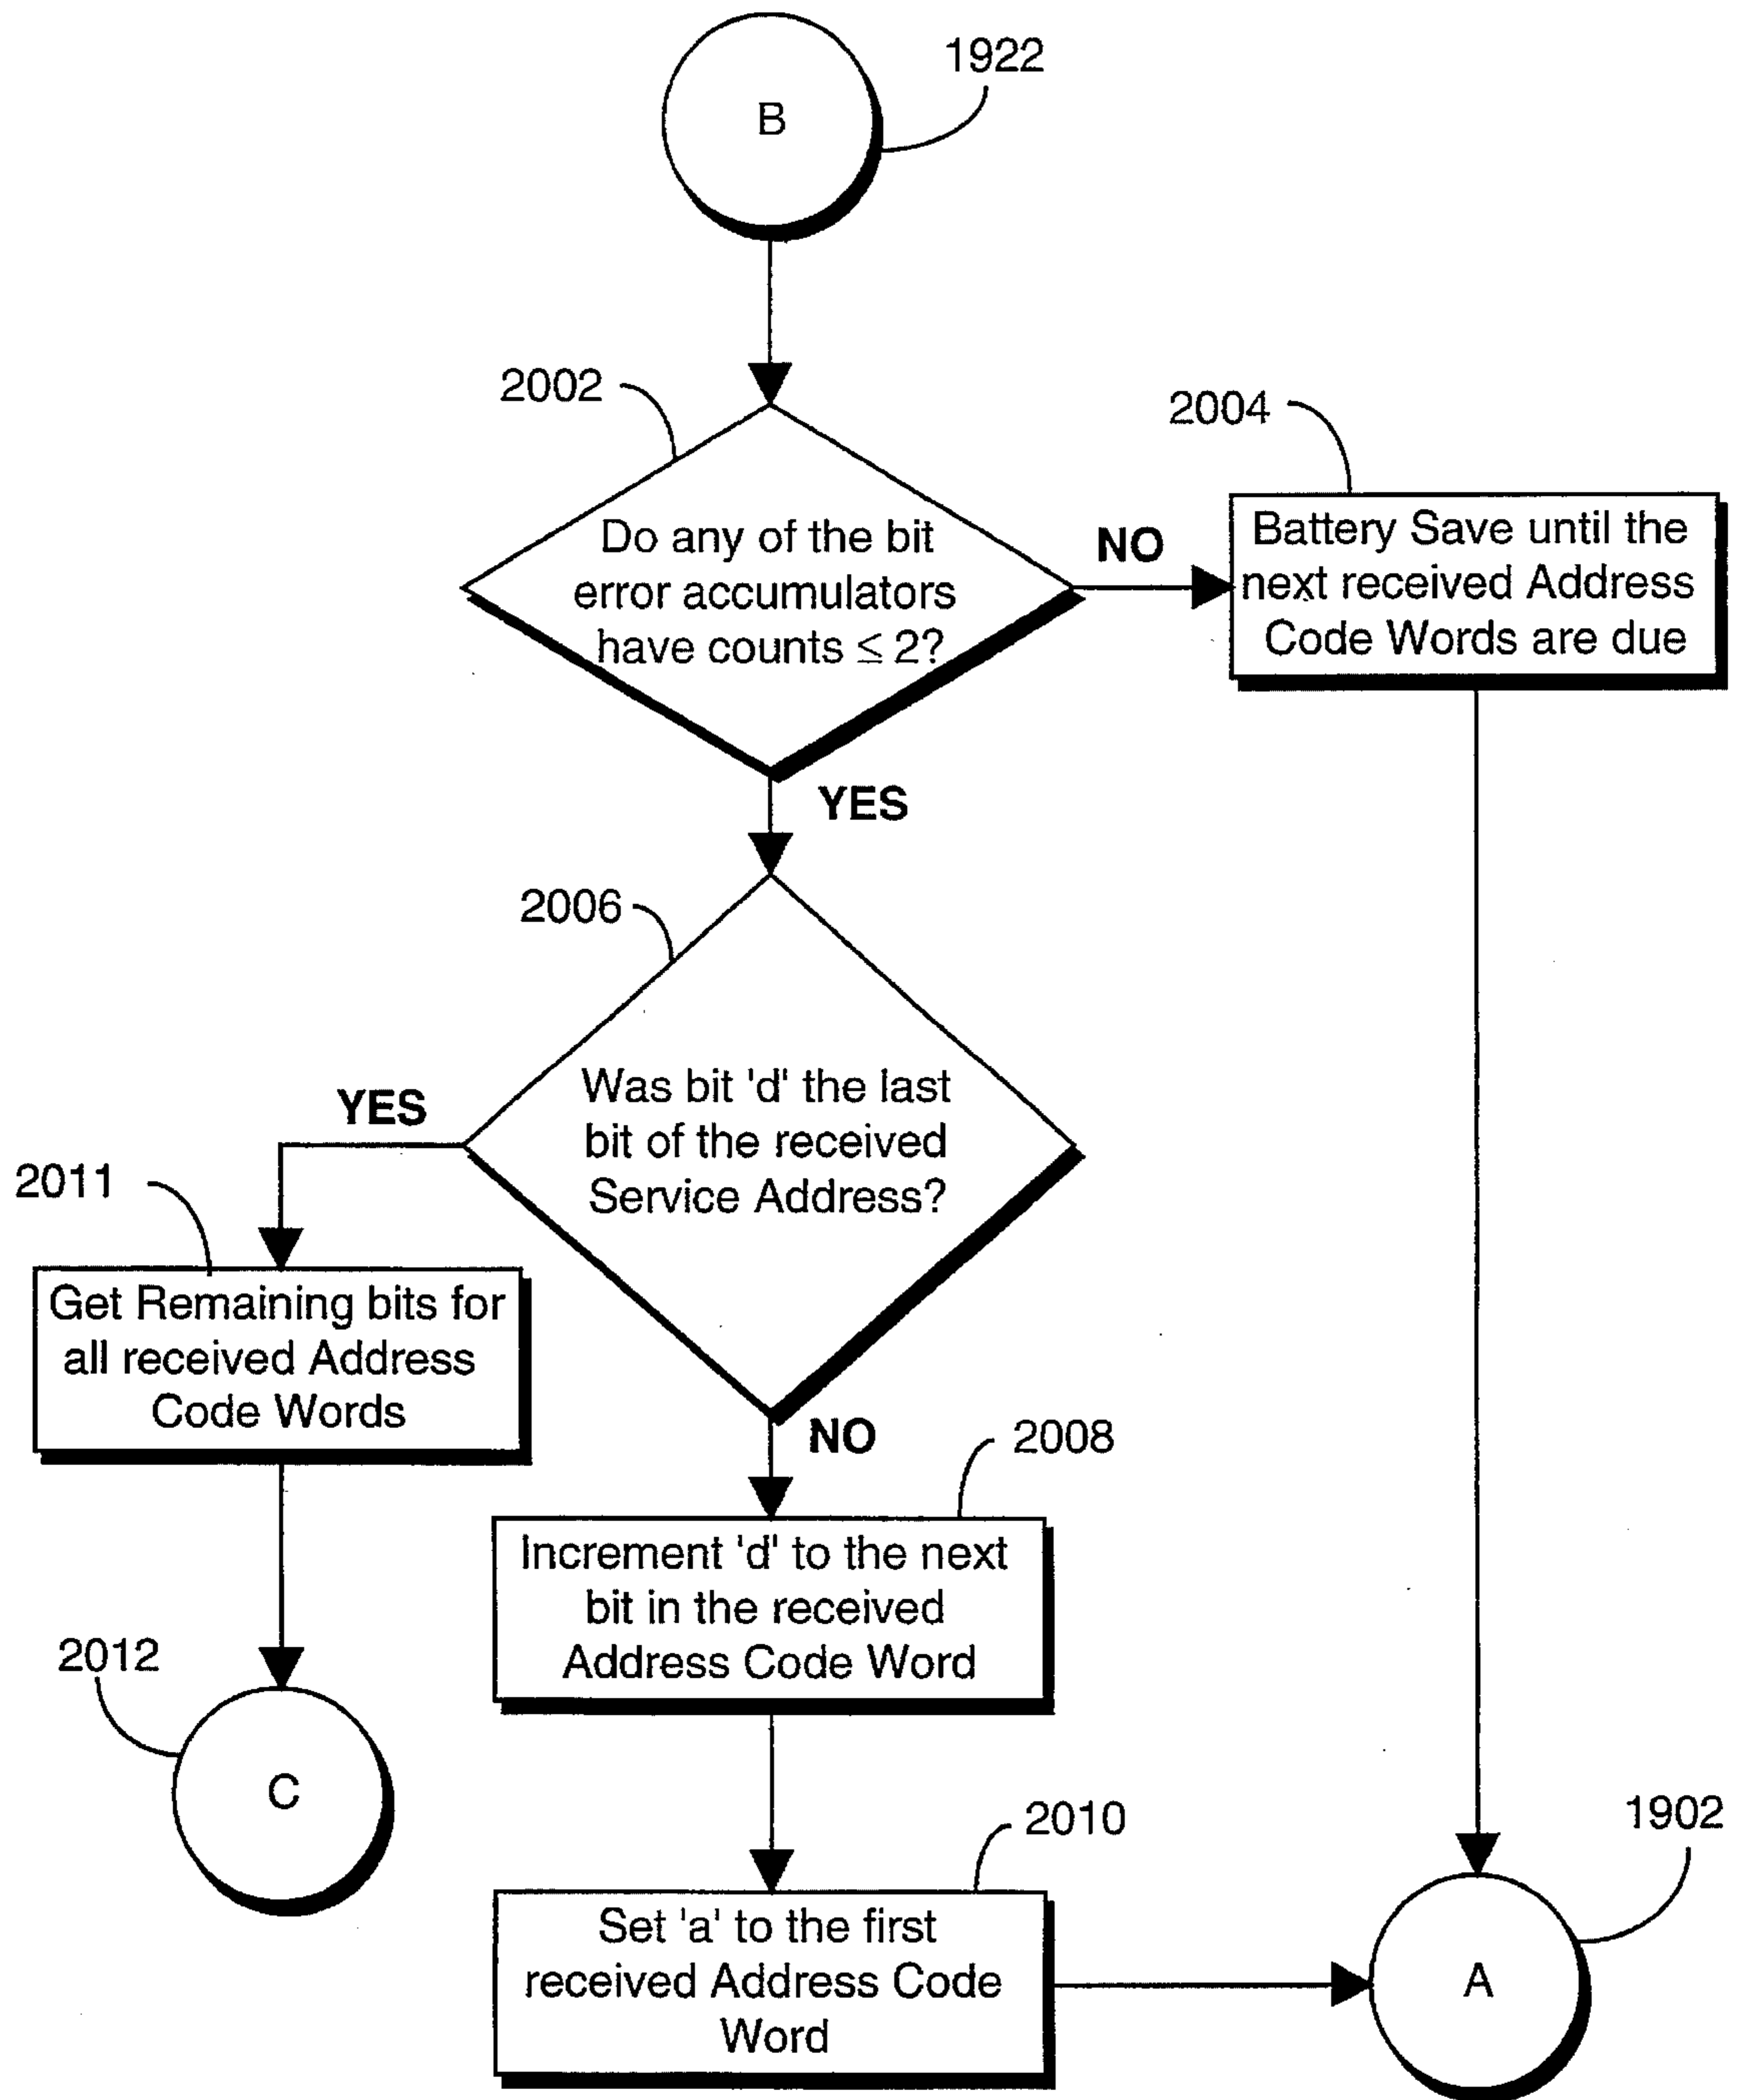 B
1922
2002
2004
Do any of the bit
error accumulators
have counts ≤ 2?
NO
Battery Save until the
next received Address
Code Words are due
YES
2006
Was bit 'd' the last
bit of the received
Service Address?
YES
2011
Get Remaining bits for
all received Address
Code Words
NO
2008
Increment 'd' to the next
bit in the received
Address Code Word
2012
C
2010
1902
Set 'a' to the first
received Address Code
Word
A